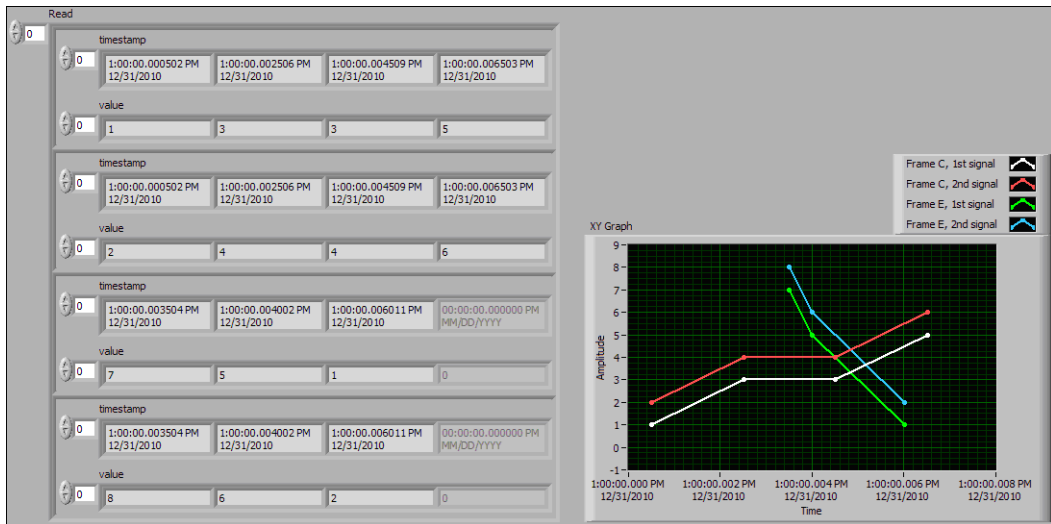 Read
0
timestamp
0
1:00:00.000502 PM 1:00:00.002506 PM 1:00:00.004509 PM 1:00:00.006503 PM
12/31/2010 12/31/2010 12/31/2010 12/31/2010
value
0 1 3 3 5
timestamp
0
1:00:00.000502 PM 1:00:00.002506 PM 1:00:00.004509 PM 1:00:00.006503 PM
12/31/2010 12/31/2010 12/31/2010 12/31/2010
value
0 2 4 4 6
timestamp
0
1:00:00.003504 PM 1:00:00.004002 PM 1:00:00.006011 PM 00:00:00.000000 PM
12/31/2010 12/31/2010 12/31/2010 MM/DD/YYYY
value
0 7 5 1 0
timestamp
0
1:00:00.003504 PM 1:00:00.004002 PM 1:00:00.006011 PM 00:00:00.000000 PM
12/31/2010 12/31/2010 12/31/2010 MM/DD/YYYY
value
0 8 6 2 0
Frame C, 1st signal
Frame C, 2nd signal
Frame E, 1st signal
Frame E, 2nd signal
XY Graph
Amplitude
9
8
7
6
5
4
3
2
1
0
-1
1:00:00.000 PM 1:00:00.002 PM 1:00:00.004 PM 1:00:00.006 PM 1:00:00.008 PM
12/31/2010 12/31/2010 12/31/2010 12/31/2010 12/31/2010
Time